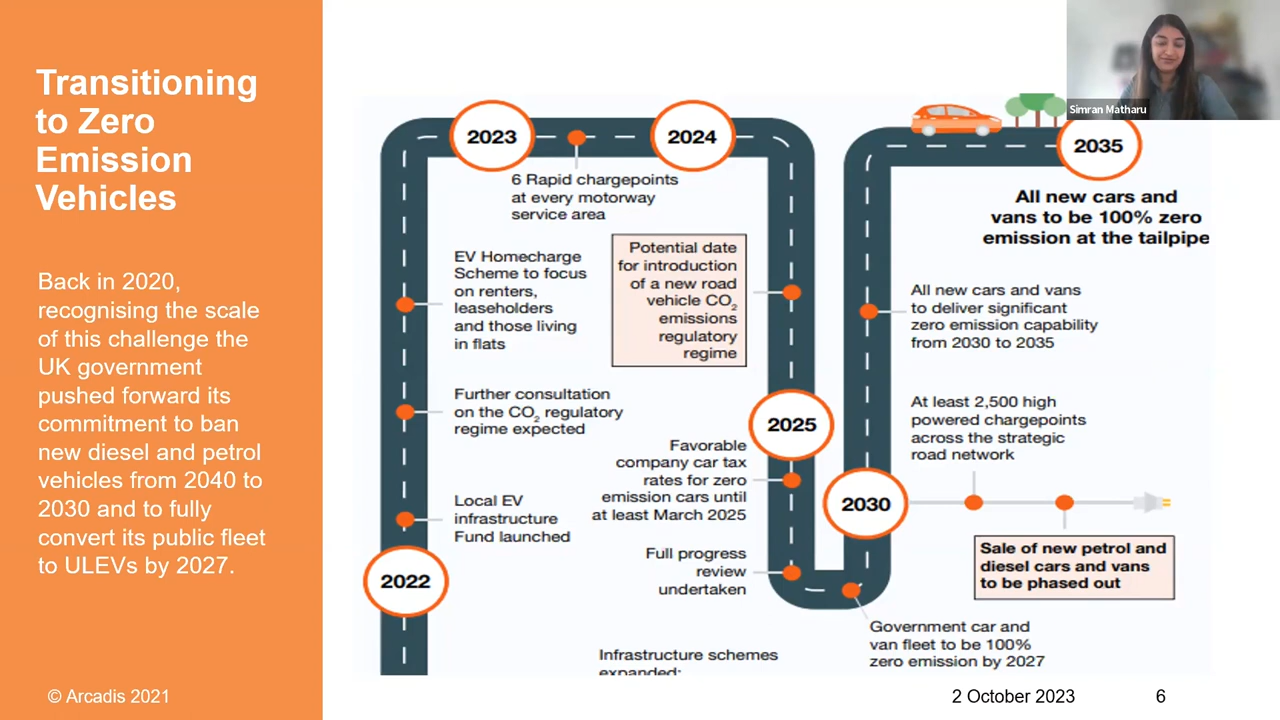 Transitioning
to Zero
Emission
Vehicles
Back in 2020,
recognising the scale
of this challenge the
UK government
pushed forward its
commitment to ban
new diesel and petrol
vehicles from 2040 to
2030 and to fully
convert its public fleet
to ULEVs by 2027.
© Arcadis 2021
Simran Matharu
2023
2024
6 Rapid chargepoints
at every motorway
service area
EV Homecharge
Scheme to focus
on renters,
leaseholders
and those living
in flats
Further consultation
on the CO2 regulatory
regime expected
Local EV
infrastructure
Fund launched
2022
Potential date
for introduction
of a new road
vehicle CO2
emissions
regulatory
regime
2025
Favorable
company car tax
rates for zero
emission cars until
at least March 2025
Full progress
review
undertaken
Infrastructure schemes
expanded:
2035
All new cars and
vans to be 100% zero
emission at the tailpipe
All new cars and vans
to deliver significant
zero emission capability
from 2030 to 2035
At least 2,500 high
powered chargepoints
across the strategic
road network
2030
Sale of new petrol and
diesel cars and vans
to be phased out
Government car and
van fleet to be 100%
zero emission by 2027
2 October 2023
6